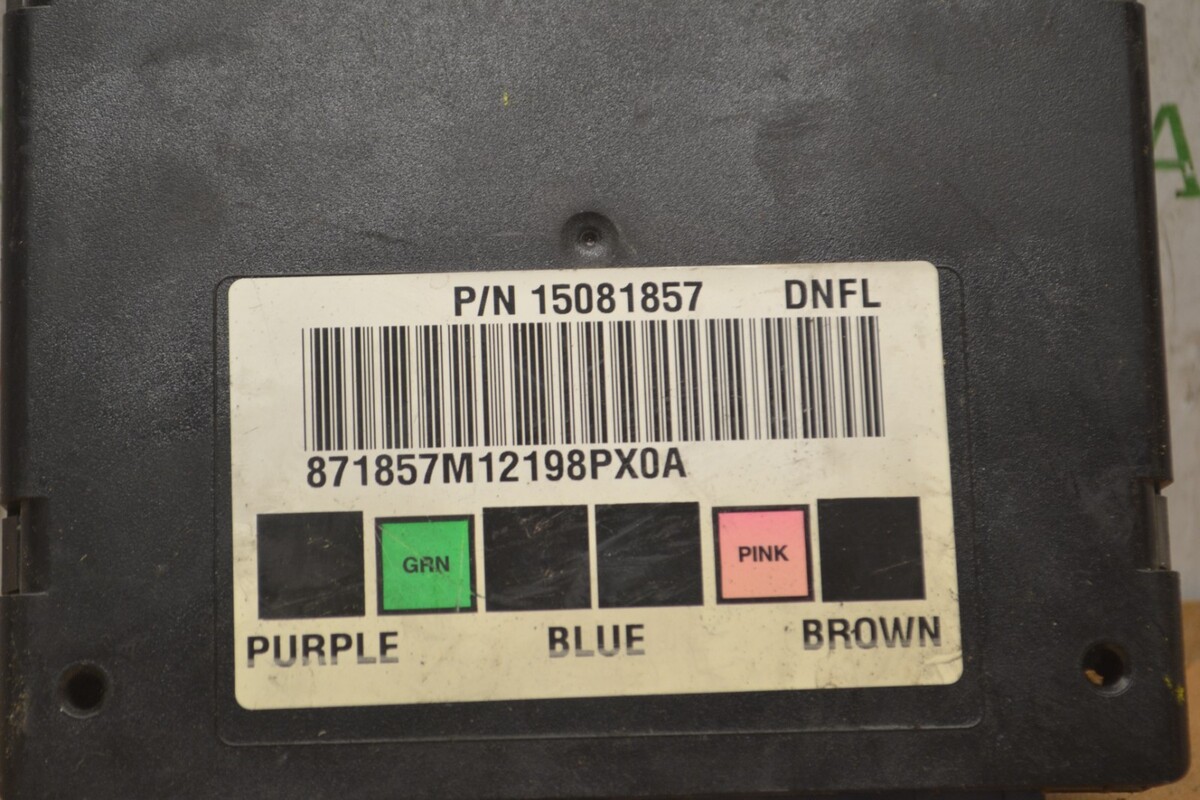 P/N 15081857 DNFL
871857M12198PX0A
GRN PINK
PURPLE BLUE BROWN
A